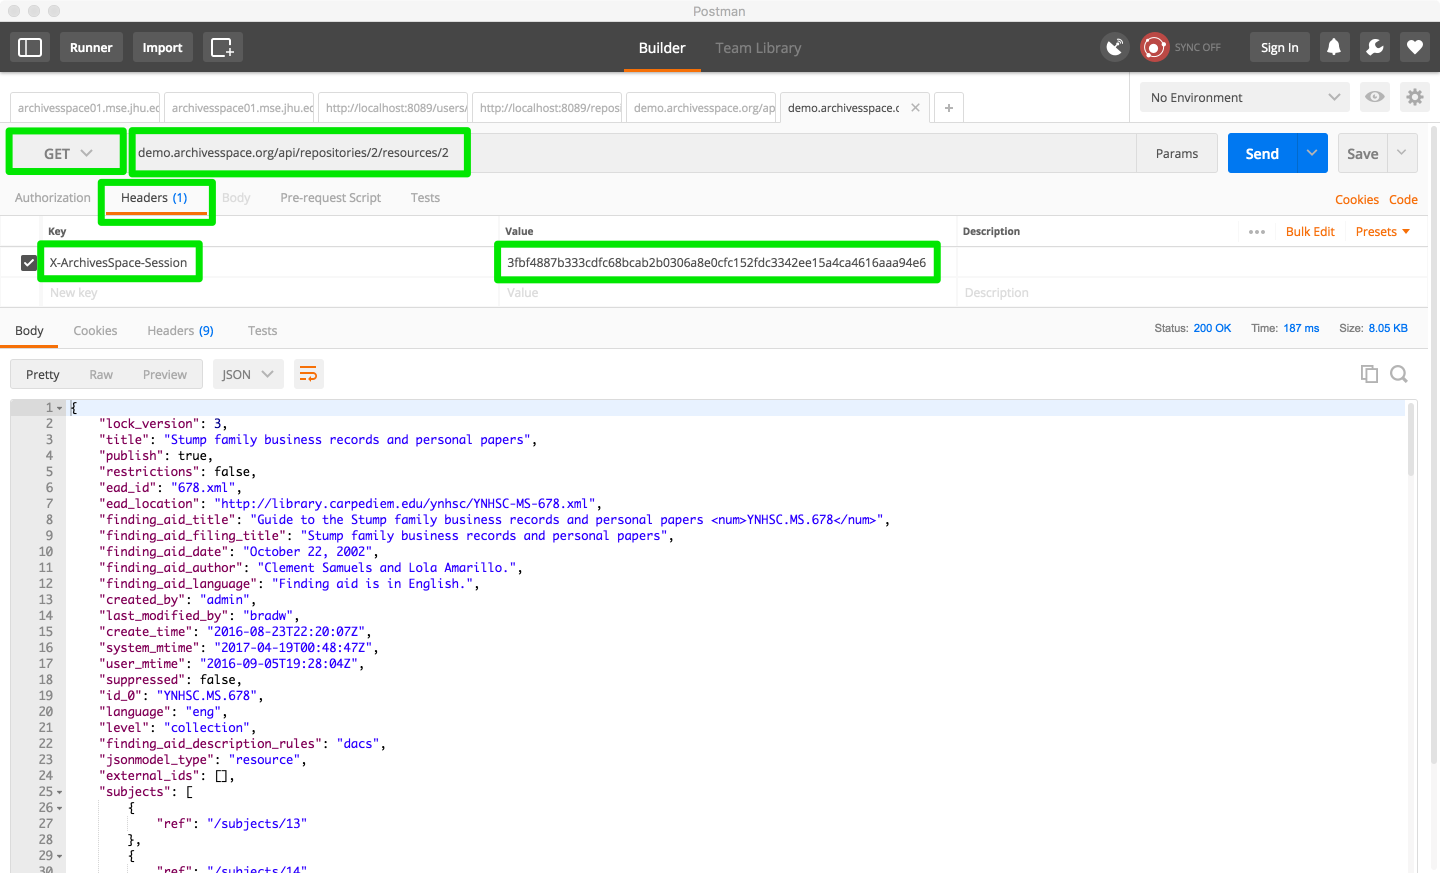 Postman
Runner
Import
Builder
Team Library
SYNC OFF
Sign In
archivesspace01.mse.jhu.ec
archivesspace01.mse.jhu.ec
http://localhost:8089/users/
http://localhost:8089/repos
demo.archivesspace.org/ap
demo.archivesspace.c
No Environment
GET
demo.archivesspace.org/api/repositories/2/resources/2
Params
Send
Save
Authorization
Headers (1)
Body
Pre-request Script
Tests
Cookies
Code
Key
Value
Description
Bulk Edit
Presets
X-ArchivesSpace-Session
3fbf4887b333cdfc68bcab2b0306a8e0cfc152fdc3342ee15a4ca4616aaa94e6
New key
Value
Description
Body
Cookies
Headers (9)
Tests
Status: 200 OK
Time: 187 ms
Size: 8.05 KB
Pretty
Raw
Preview
JSON
1 {
2 "lock_version": 3,
3 "title": "Stump family business records and personal papers",
4 "publish": true,
5 "restrictions": false,
6 "ead_id": "678.xml",
7 "ead_location": "http://library.carpediem.edu/ynhsc/YNHSC-MS-678.xml",
8 "finding_aid_title": "Guide to the Stump family business records and personal papers <num>YNHSC.MS.678</num>",
9 "finding_aid_filing_title": "Stump family business records and personal papers",
10 "finding_aid_date": "October 22, 2002",
11 "finding_aid_author": "Clement Samuels and Lola Amarillo.",
12 "finding_aid_language": "Finding aid is in English.",
13 "created_by": "admin",
14 "last_modified_by": "bradw",
15 "create_time": "2016-08-23T22:20:07Z",
16 "system_mtime": "2017-04-19T00:48:47Z",
17 "user_mtime": "2016-09-05T19:28:04Z",
18 "suppressed": false,
19 "id_0": "YNHSC.MS.678",
20 "language": "eng",
21 "level": "collection",
22 "finding_aid_description_rules": "dacs",
23 "jsonmodel_type": "resource",
24 "external_ids": [],
25 "subjects": [
26 {
27 "ref": "/subjects/13"
28 },
29 {
30 "ref": "/subjects/14"